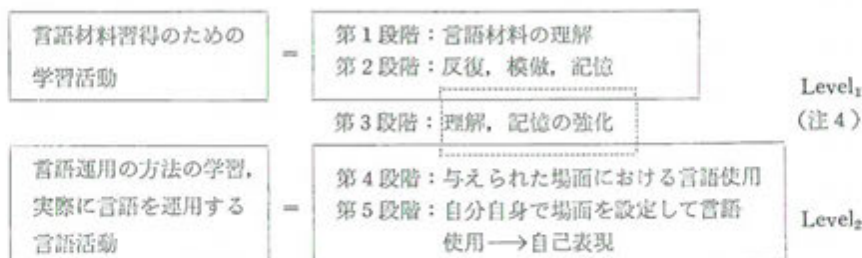 言語材料習得のための
学習活動
=
第1段階：言語材料の理解
第2段階：反復，模倣，記憶
第3段階：理解，記憶の強化
Level₁
（注4）
言語運用の方法の学習，
実際に言語を運用する
言語活動
=
第4段階：与えられた場面における言語使用
第5段階：自分自身で場面を設定して言語
使用⟶自己表現
Level₂